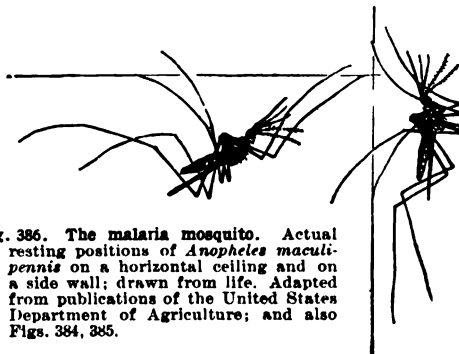 g. 386. The malaria mosquito. Actual
resting positions of Anopheles maculi-
pennis on a horizontal ceiling and on
a side wall; drawn from life. Adapted
from publications of the United States
Department of Agriculture; and also
Figs. 384, 385.